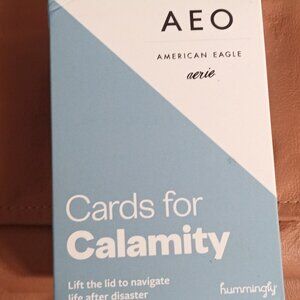 AEO
AMERICAN EAGLE
aerie
Cards for
Calamity
Lift the lid to navigate
life after disaster
hummingly